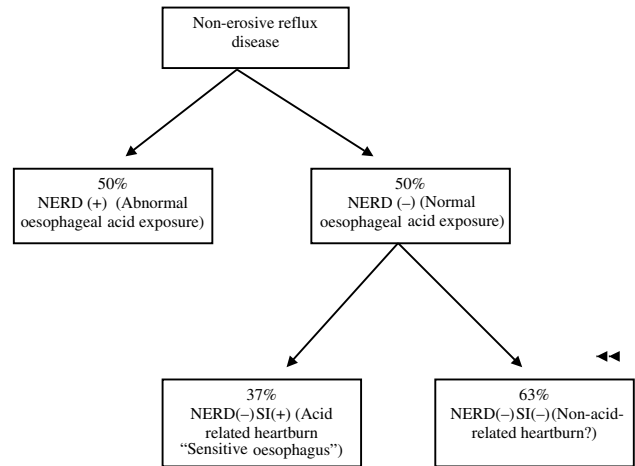 Non-erosive reflux
disease
50%
NERD (+) (Abnormal
oesophageal acid exposure)
50%
NERD (–) (Normal
oesophageal acid exposure)
37%
NERD(–)SI(+) (Acid
related heartburn
“Sensitive oesophagus”)
63%
NERD(–)SI(–)(Non-acid-
related heartburn?)